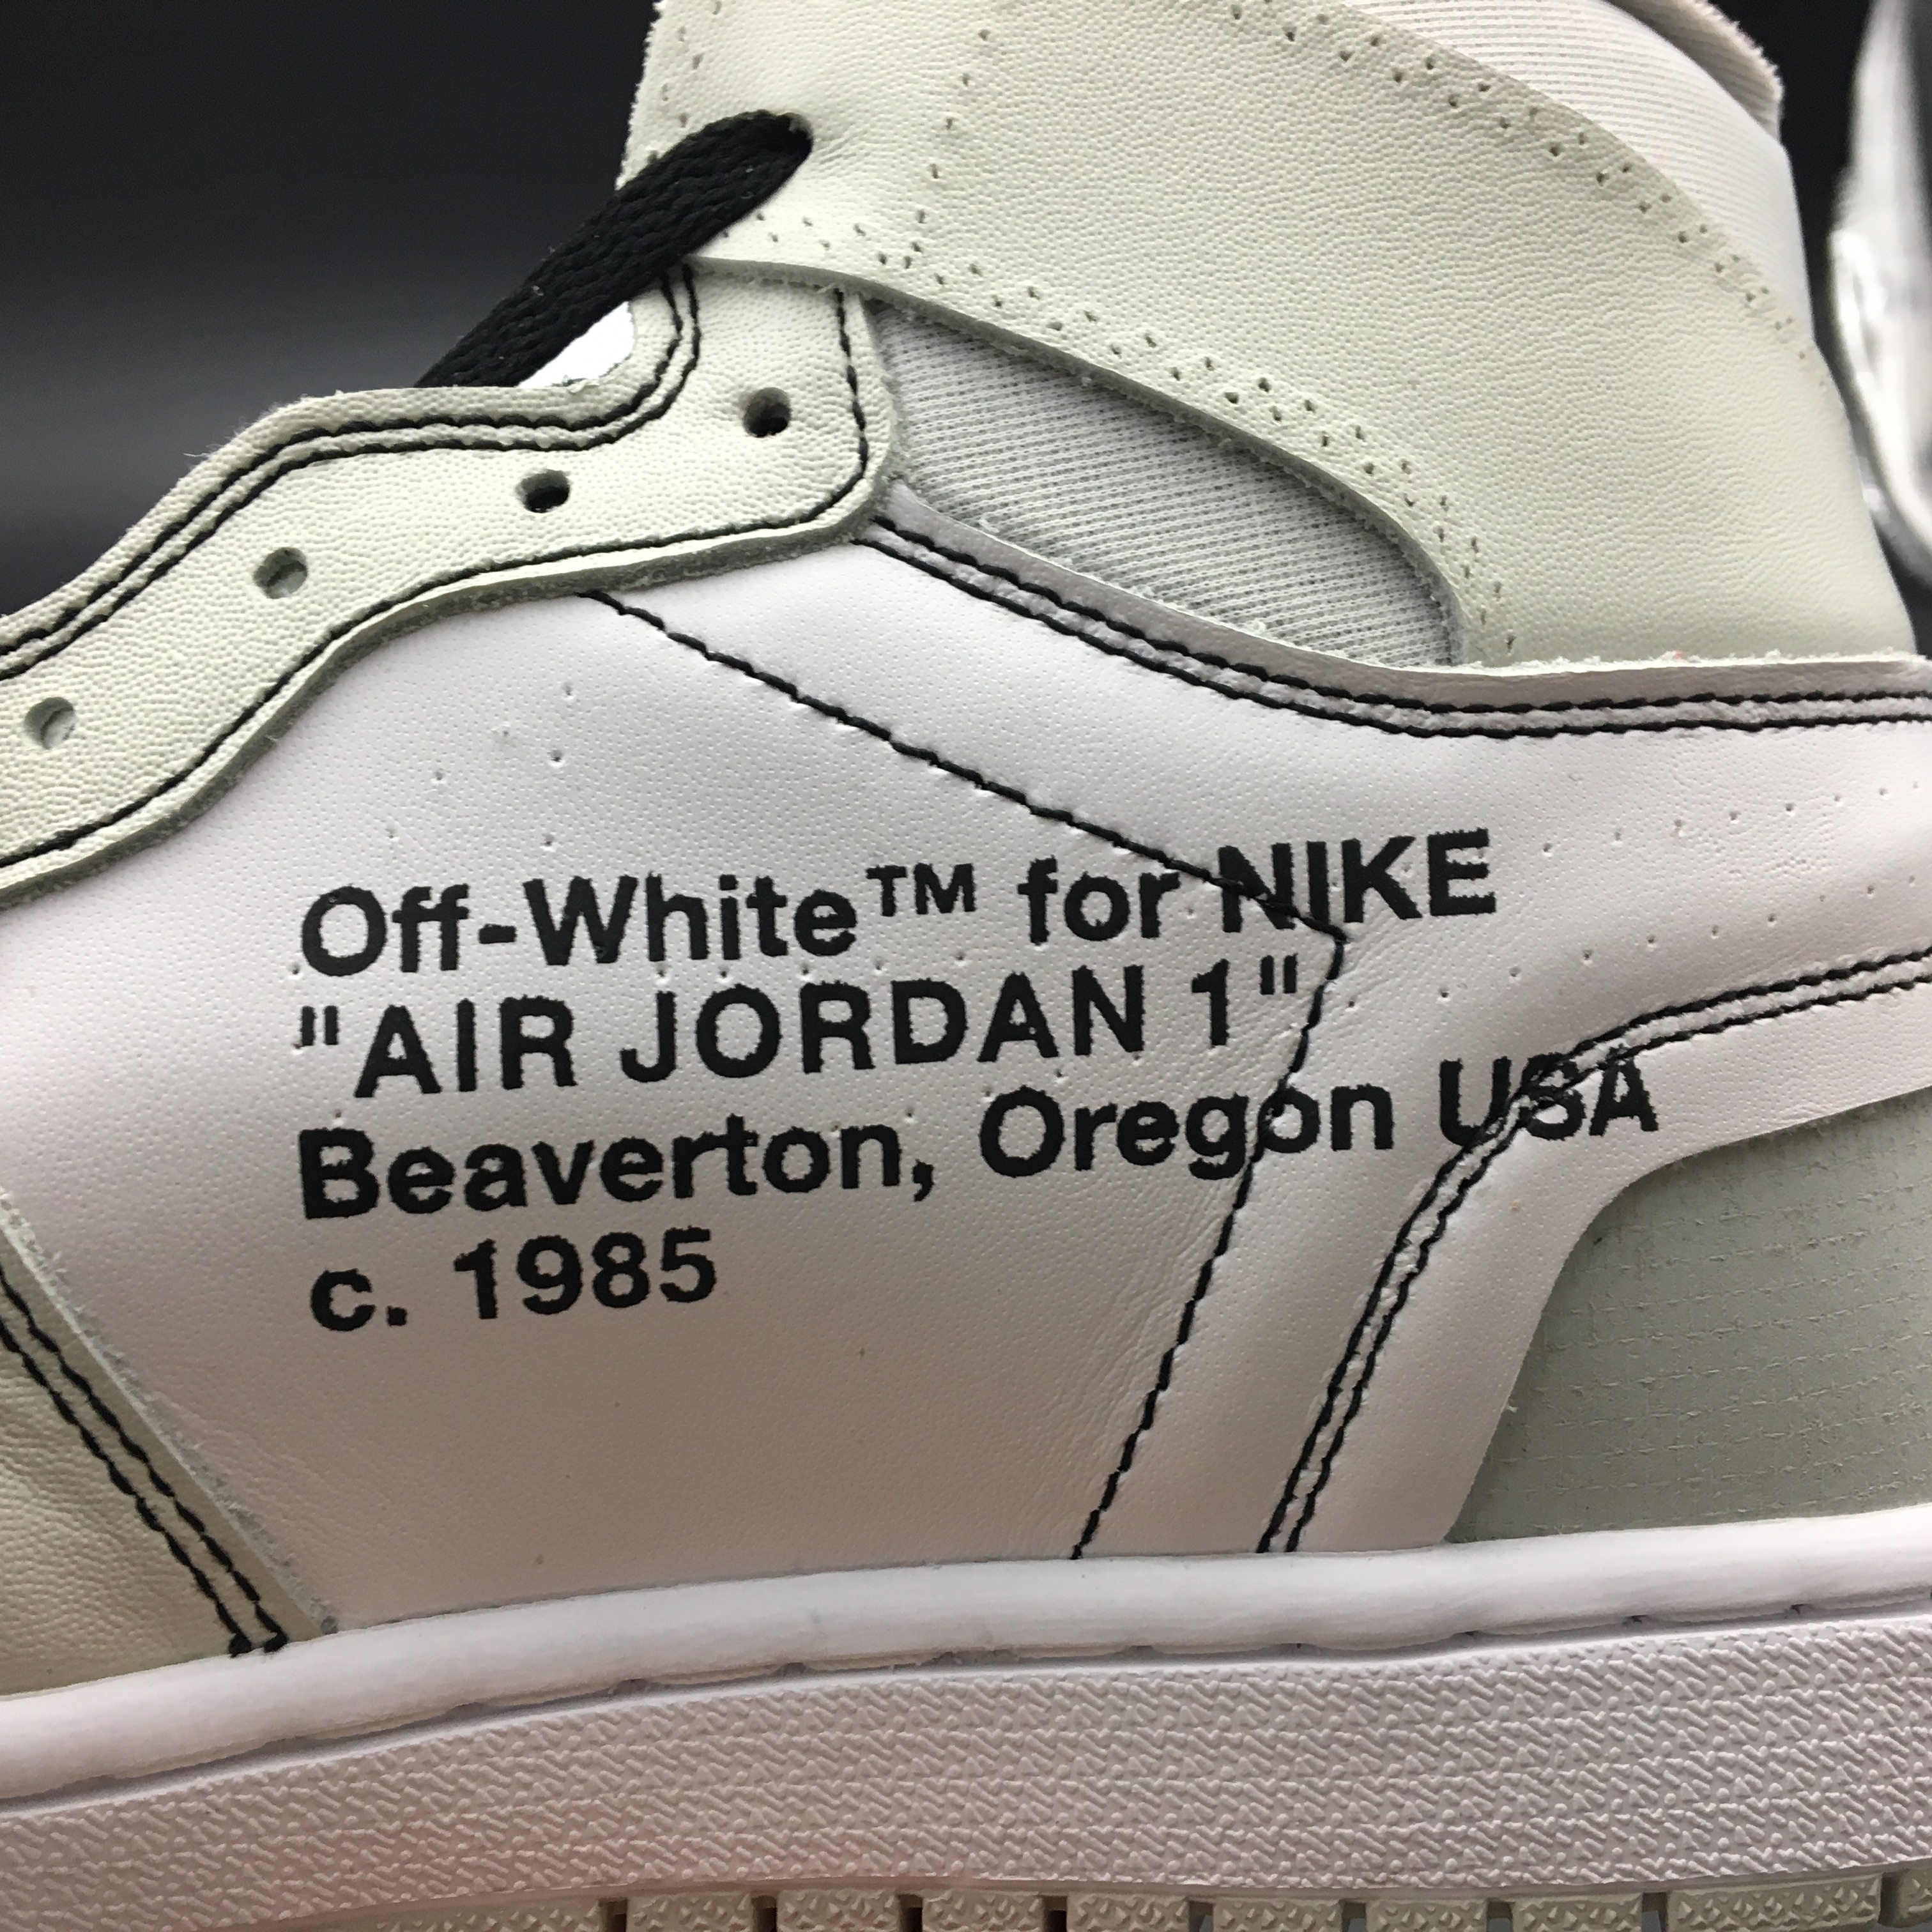 Off-White™ for NIKE
"AIR JORDAN 1"
Beaverton, Oregon USA
c. 1985